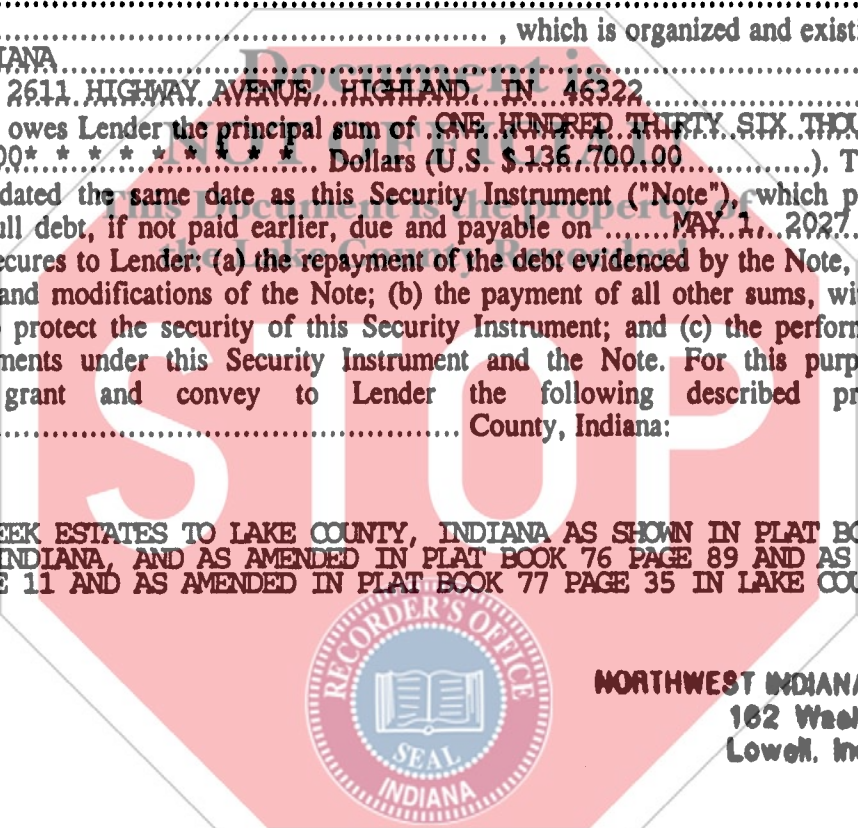 .................................................. , which is organized and existi
IANA
2611 HIGHWAY AVENUE, HIGHLAND, IN 46322
owes Lender the principal sum of ONE HUNDRED THIRTY SIX THOU
00* * * * * * * * * * Dollars (U.S. $ 136,700.00 ............). T
dated the same date as this Security Instrument ("Note"), which p
ull debt, if not paid earlier, due and payable on ....... MAY 1, 2027
ecures to Lender: (a) the repayment of the debt evidenced by the Note,
and modifications of the Note; (b) the payment of all other sums, wi
protect the security of this Security Instrument; and (c) the perform
ments under this Security Instrument and the Note. For this purp
grant and convey to Lender the following described pr
.................................................. County, Indiana:
EEK ESTATES TO LAKE COUNTY, INDIANA AS SHOWN IN PLAT BO
INDIANA, AND AS AMENDED IN PLAT BOOK 76 PAGE 89 AND AS
E 11 AND AS AMENDED IN PLAT BOOK 77 PAGE 35 IN LAKE COU
NORTHWEST INDIANA
162 Wash
Lowell, Ind
Document is
NOT OFFICIAL
This Document is the property of
the Lake County Recorder!
STOP
RECORDER'S OFFICE
SEAL
INDIANA